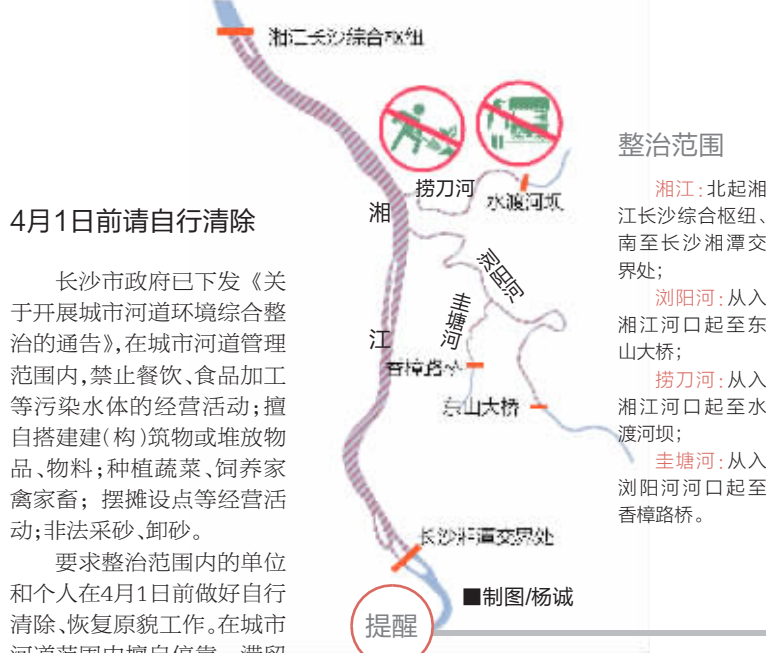 4月1日前请自行清除
长沙市政府已下发《关
于开展城市河道环境综合整
治的通告》,在城市河道管理
范围内,禁止餐饮、食品加工
等污染水体的经营活动;擅
自搭建建(构)筑物或堆放物
品、物料;种植蔬菜、饲养家
禽家畜; 摆摊设点等经营活
动;非法采砂、卸砂。
要求整治范围内的单位
和个人在4月1日前做好自行
清除、恢复原貌工作。在城市
河道范围内擅自停靠、滞留
湘江长沙综合枢纽
捞刀河
水渡河坝
湘
江
浏阳河
圭塘河
香樟路桥
东山大桥
长沙湘潭交界处
■制图/杨诚
提醒
整治范围
湘江:北起湘
江长沙综合枢纽、
南至长沙湘潭交
界处;
浏阳河:从入
湘江河口起至东
山大桥;
捞刀河:从入
湘江河口起至水
渡河坝;
圭塘河:从入
浏阳河河口起至
香樟路桥。